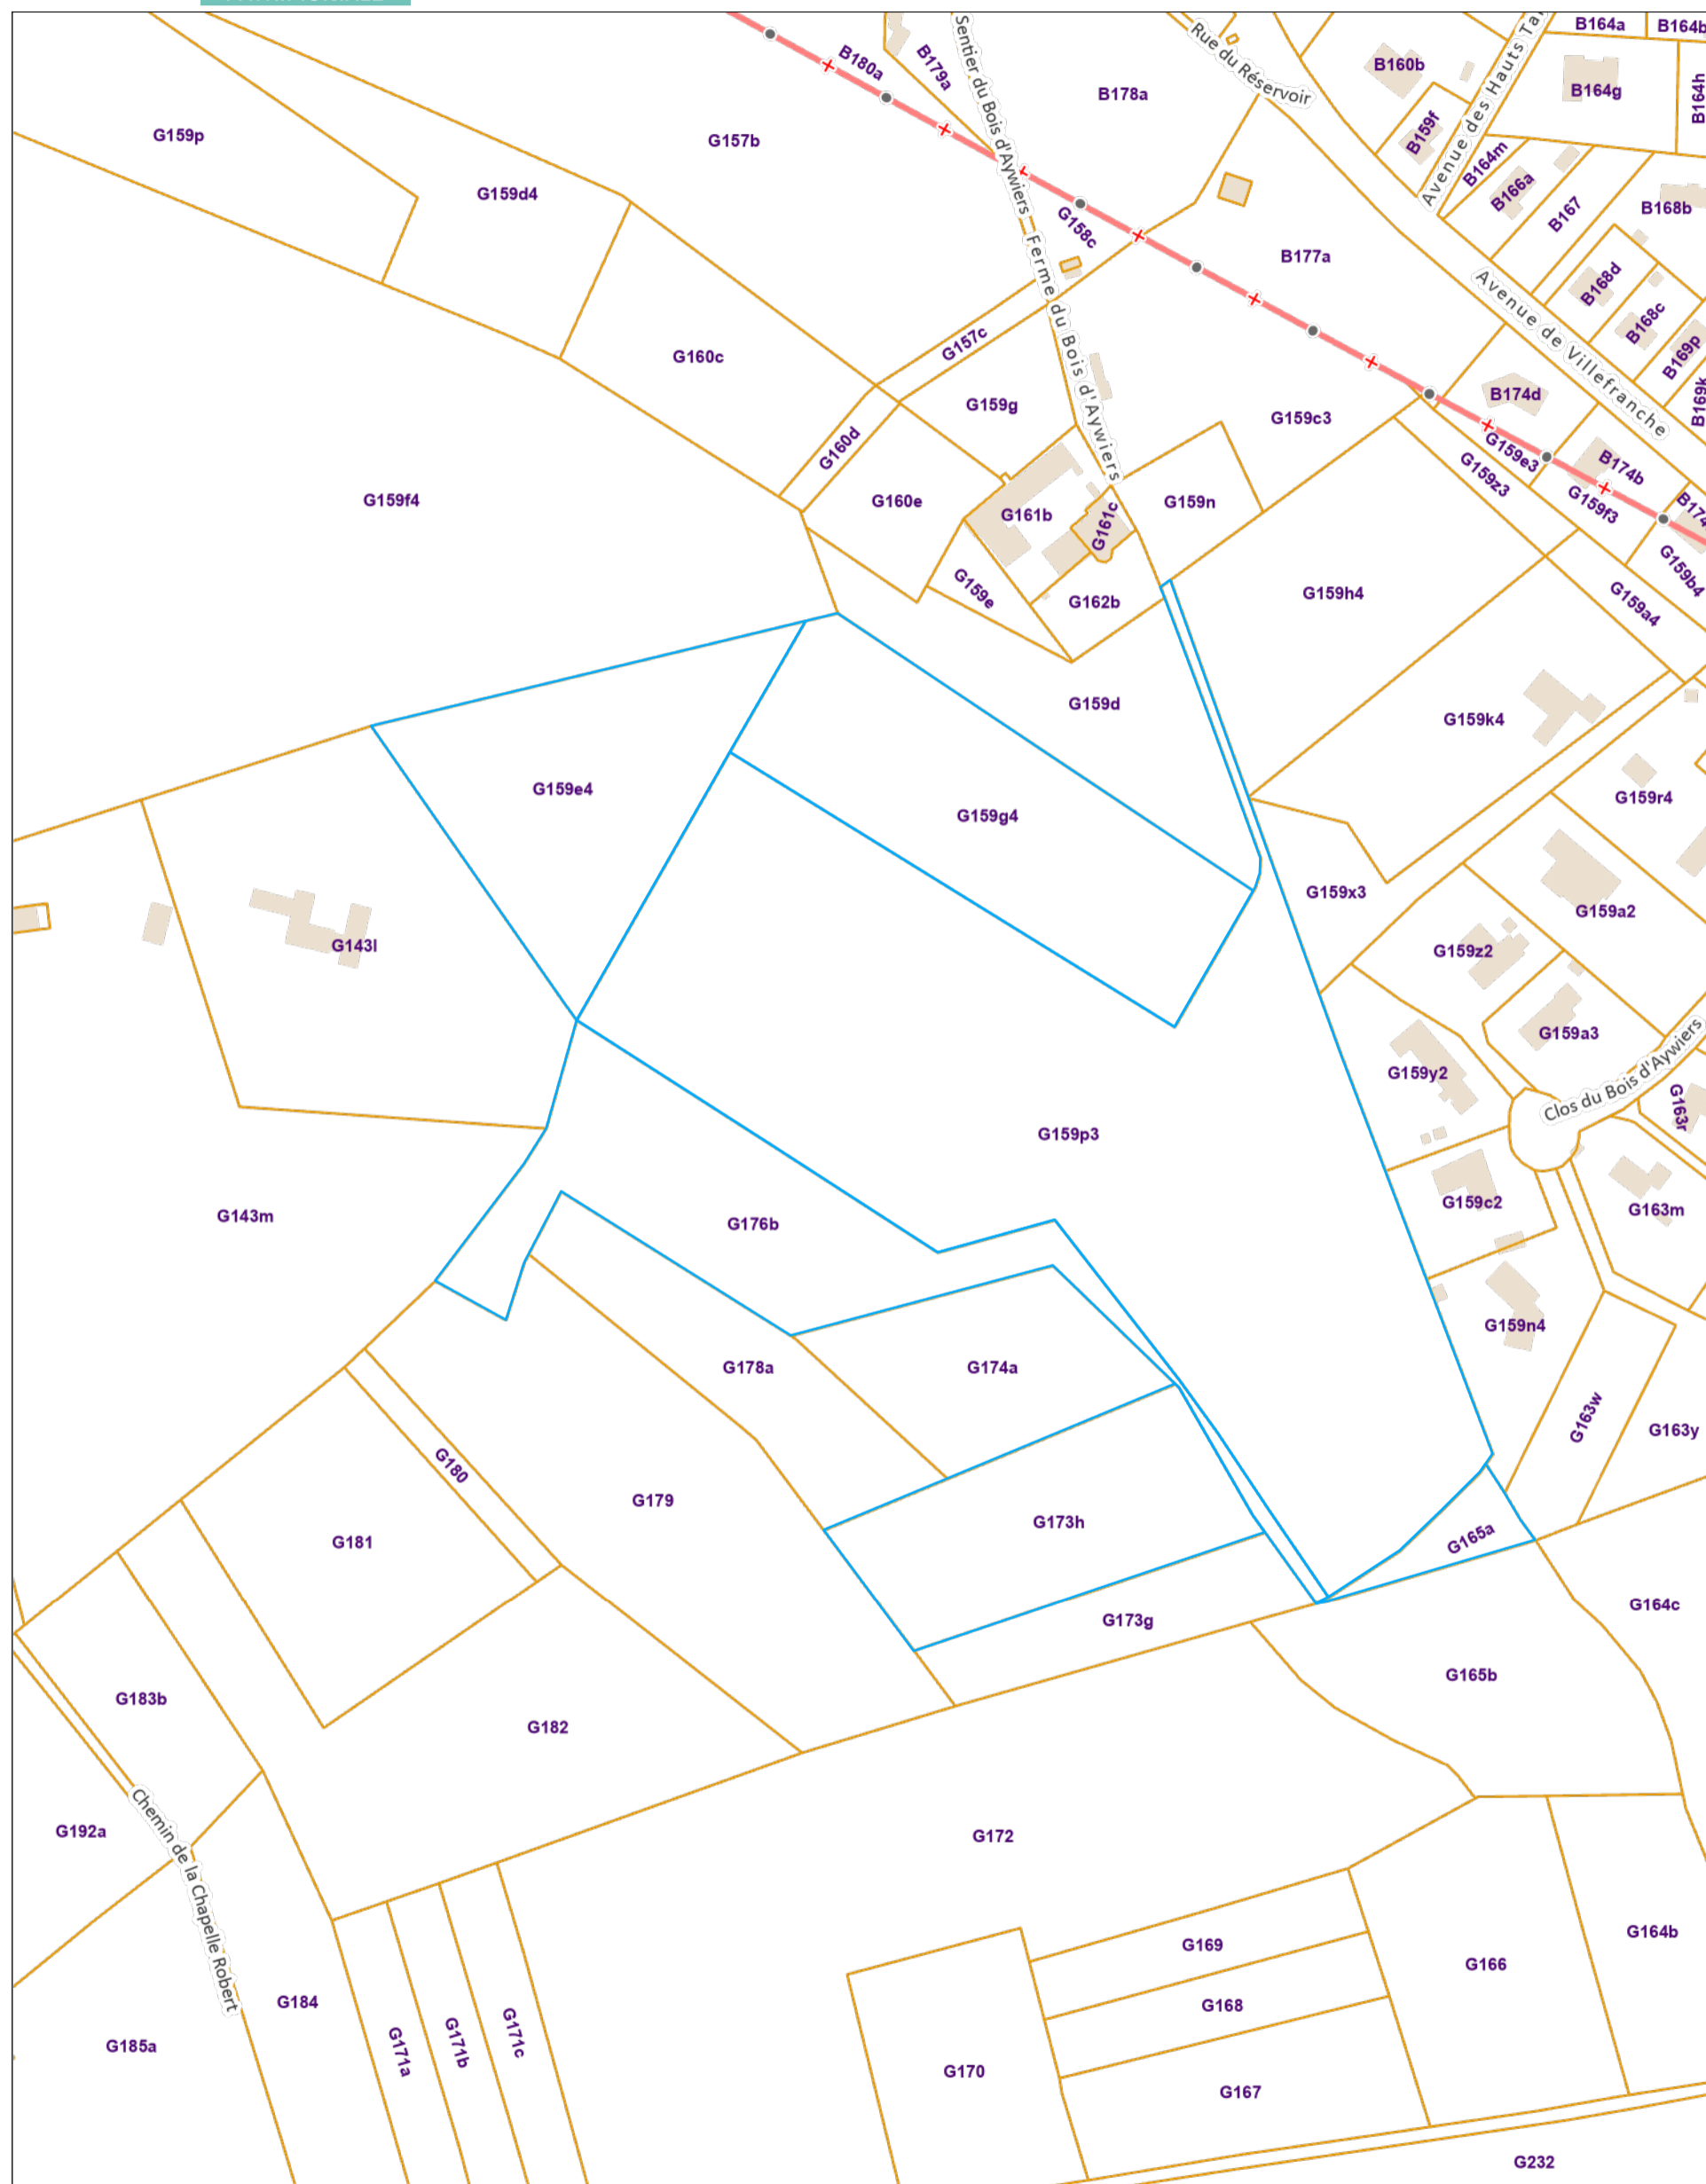 B164a
B164b
Sentier du Bois d'Aywiers
Rue du Réservoir
B160b
B180a
B179a
B178a
B164g
B164h
G159p
G157b
B159f
Avenue des Hauts
B164m
B166a
G159d4
B167
B168b
G158c
B177a
Ferme du Bois d'Aywiers
B168d
Avenue de Villefranche
B168c
G157c
G160c
B169p
B169k
B174d
G159g
G159c3
G160d
G159e3
B174b
G159z3
G159f4
G160e
G161b
G161c
G159n
G159f3
B174
G159b4
G159e
G162b
G159h4
G159a4
G159d
G159k4
G159e4
G159r4
G159g4
G159x3
G159a2
G143l
G159z2
G159a3
G159y2
Clos du Bois d'Aywiers
G163r
G159p3
G159c2
G163m
G143m
G176b
G159n4
G178a
G174a
G163w
G163y
G180
G179
G173h
G165a
G181
G173g
G164c
G165b
G183b
G182
Chemin de la Chapelle Robert
G192a
G172
G169
G164b
G166
G184
G168
G171a
G171b
G171c
G185a
G170
G167
G232